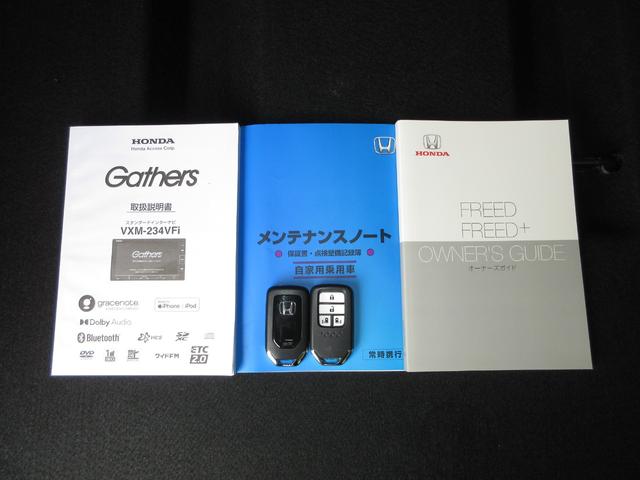 HONDA
Honda Access Corp.
Gathers
取扱説明書
スタンダードインターナビ
VXM-234VFi
Gathers
gracenote
iPhone iPod
Dolby Audio
Bluetooth
DVD
ワイドFM
ETC
2.0
メンテナンスノート
保証書・点検整備記録簿
自家用乗用車
常時携行
HONDA
FREED
FREED+
OWNER'S GUIDE
オーナーズガイド